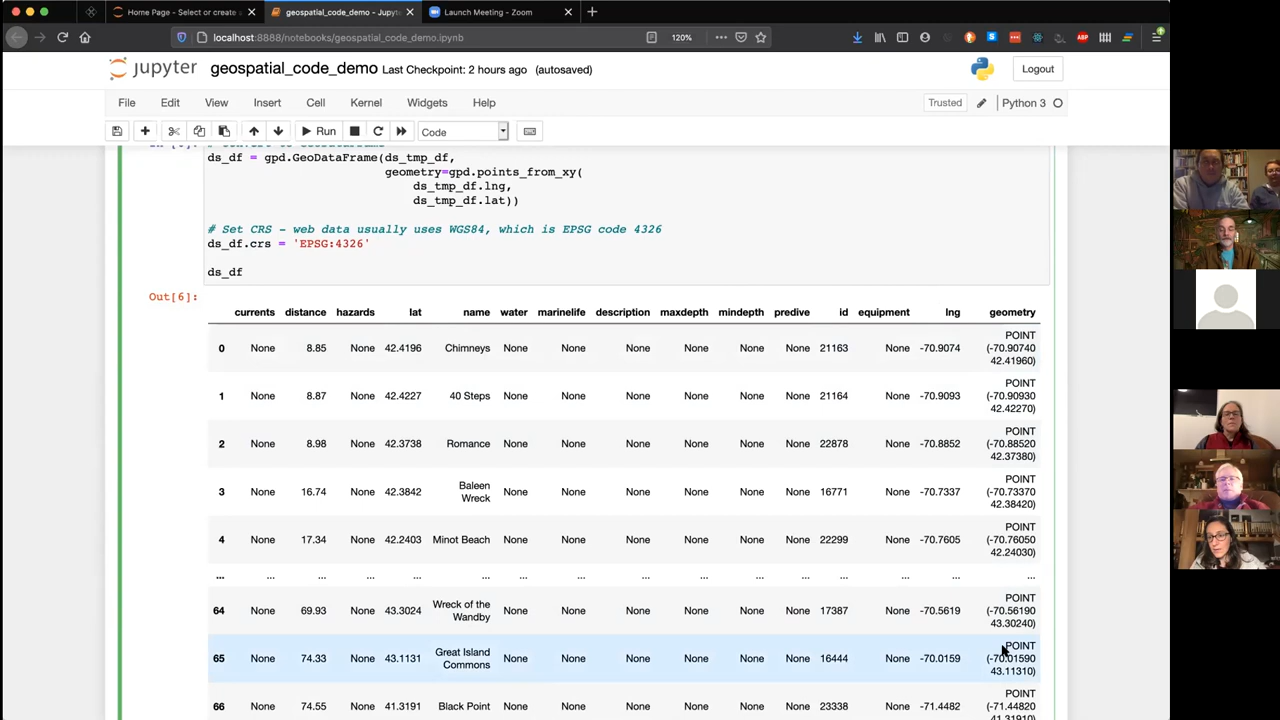 Home Page - Select or create a
geospatial_code_demo - Jupyte
Launch Meeting - Zoom
localhost:8888/notebooks/geospatial_code_demo.ipynb
120%
jupyter geospatial_code_demo Last Checkpoint: 2 hours ago (autosaved)
Logout
File Edit View Insert Cell Kernel Widgets Help
Trusted
Python 3
Run
Code
ds_df = gpd.GeoDataFrame(ds_tmp_df,
geometry=gpd.points_from_xy(
ds_tmp_df.lng,
ds_tmp_df.lat))
# Set CRS - web data usually uses WGS84, which is EPSG code 4326
ds_df.crs = 'EPSG:4326'
ds_df
Out[6]:
currents distance hazards lat name water marinelife description maxdepth mindepth predive id equipment lng geometry
0 None 8.85 None 42.4196 Chimneys None None None None None None 21163 None -70.9074 POINT (-70.90740 42.41960)
1 None 8.87 None 42.4227 40 Steps None None None None None None 21164 None -70.9093 POINT (-70.90930 42.42270)
2 None 8.98 None 42.3738 Romance None None None None None None 22878 None -70.8852 POINT (-70.88520 42.37380)
3 None 16.74 None 42.3842 Baleen Wreck None None None None None None 16771 None -70.7337 POINT (-70.73370 42.38420)
4 None 17.34 None 42.2403 Minot Beach None None None None None None 22299 None -70.7605 POINT (-70.76050 42.24030)
... ... ... ... ... ... ... ... ... ... ... ... ... ... ... ...
64 None 69.93 None 43.3024 Wreck of the Wandby None None None None None None 17387 None -70.5619 POINT (-70.56190 43.30240)
65 None 74.33 None 43.1131 Great Island Commons None None None None None None 16444 None -70.0159 POINT (-70.01590 43.11310)
66 None 74.55 None 41.3191 Black Point None None None None None None 23338 None -71.4482 POINT (-71.44820 41.31910)